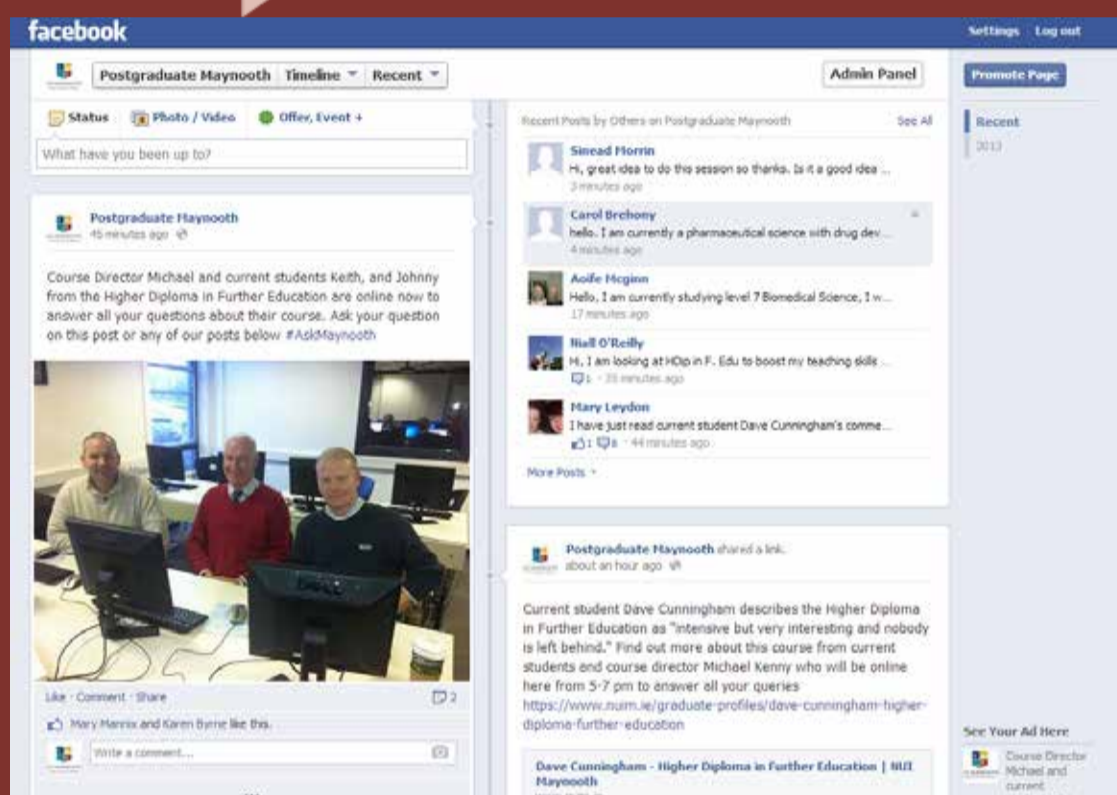 facebook
Settings Log out
Postgraduate Maynooth Timeline Recent
Admin Panel
Promote Page
Recent
2013
Status Photo / Video Offer, Event +
What have you been up to?
Postgraduate Maynooth
45 minutes ago
Course Director Michael and current students Keith, and Johnny
from the Higher Diploma in Further Education are online now to
answer all your questions about their course. Ask your question
on this post or any of our posts below #AskMaynooth
DELL
Like · Comment · Share 2
Mary Mannix and Karen Byrne like this.
Write a comment...
Recent Posts by Others on Postgraduate Maynooth See All
Sinead Morrin
Hi, great idea to do this session so thanks. Is it a good idea ...
3 minutes ago
Carol Brehony
hello. I am currently a pharmaceutical science with drug dev...
4 minutes ago
Aoife Mcginn
Hello, I am currently studying level 7 Biomedical Science, I w...
17 minutes ago
Niall O'Reilly
Hi, I am looking at HDip in F. Edu to boost my teaching skills ...
1 · 35 minutes ago
Mary Leydon
I have just read current student Dave Cunningham's comme...
1 8 · 44 minutes ago
More Posts
Postgraduate Maynooth shared a link.
about an hour ago
Current student Dave Cunningham describes the Higher Diploma
in Further Education as "intensive but very interesting and nobody
is left behind." Find out more about this course from current
students and course director Michael Kenny who will be online
here from 5-7 pm to answer all your queries
https://www.nuim.ie/graduate-profiles/dave-cunningham-higher-
diploma-further-education
Dave Cunningham - Higher Diploma in Further Education | NUI
Maynooth
See Your Ad Here
Course Director
Michael and
current